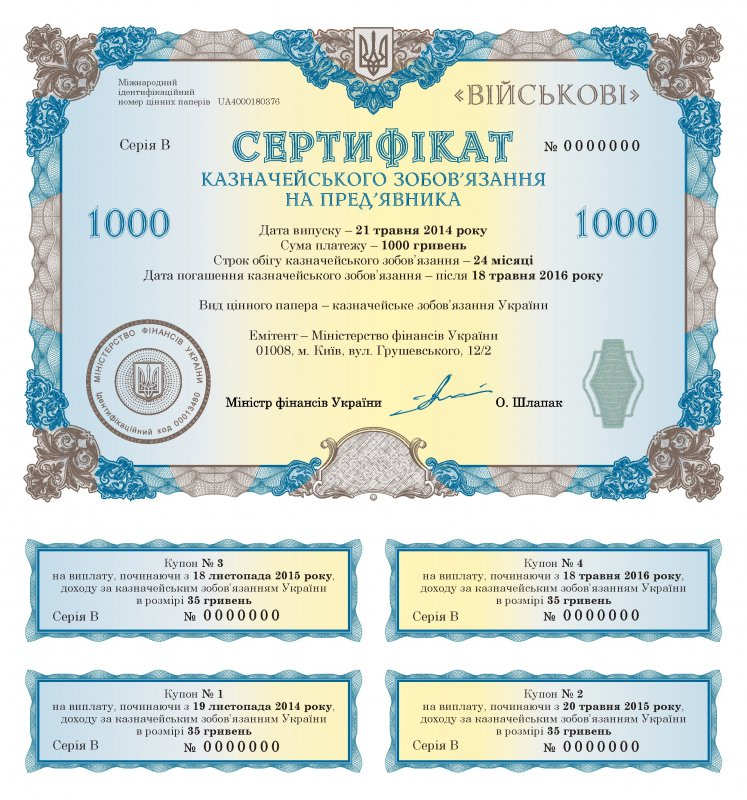 Міжнародний
ідентифікаційний
номер цінних паперів UA4000180376
«ВІЙСЬКОВІ»
Серія В
СЕРТИФІКАТ
№ 0000000
КАЗНАЧЕЙСЬКОГО ЗОБОВ'ЯЗАННЯ
НА ПРЕД'ЯВНИКА
1000
1000
Дата випуску – 21 травня 2014 року
Сума платежу – 1000 гривень
Строк обігу казначейського зобов'язання – 24 місяці
Дата погашення казначейського зобов'язання – після 18 травня 2016 року
Вид цінного папера – казначейське зобов'язання України
Емітент – Міністерство фінансів України
01008, м. Київ, вул. Грушевського, 12/2
МІНІСТЕРСТВО ФІНАНСІВ УКРАЇНИ
Ідентифікаційний код 00013480
Міністр фінансів України
О. Шлапак
Купон № 3
на виплату, починаючи з 18 листопада 2015 року,
доходу за казначейським зобов'язанням України
в розмірі 35 гривень
Серія В № 0000000
Купон № 4
на виплату, починаючи з 18 травня 2016 року,
доходу за казначейським зобов'язанням України
в розмірі 35 гривень
Серія В № 0000000
Купон № 1
на виплату, починаючи з 19 листопада 2014 року,
доходу за казначейським зобов'язанням України
в розмірі 35 гривень
Серія В № 0000000
Купон № 2
на виплату, починаючи з 20 травня 2015 року,
доходу за казначейським зобов'язанням України
в розмірі 35 гривень
Серія В № 0000000